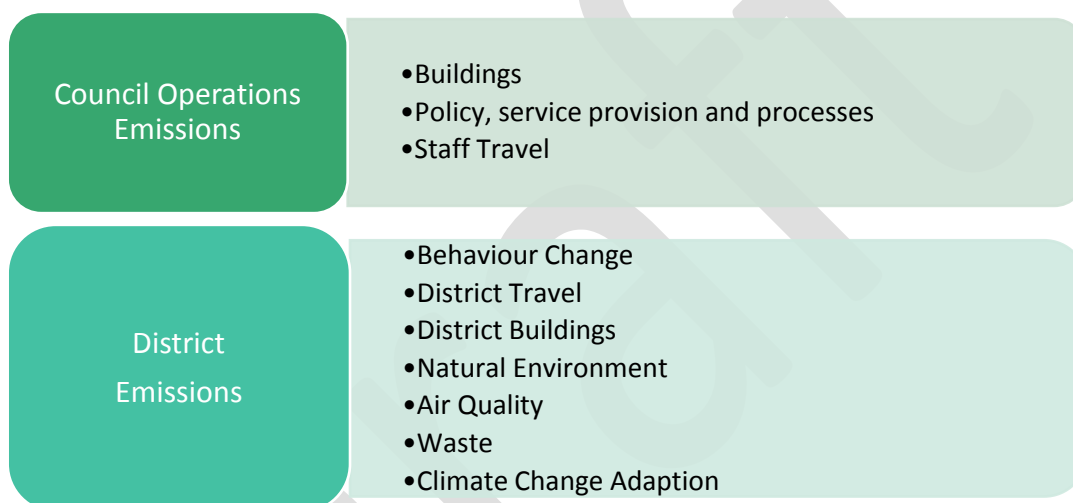 Council Operations
Emissions
•Buildings
•Policy, service provision and processes
•Staff Travel
District
Emissions
•Behaviour Change
•District Travel
•District Buildings
•Natural Environment
•Air Quality
•Waste
•Climate Change Adaption